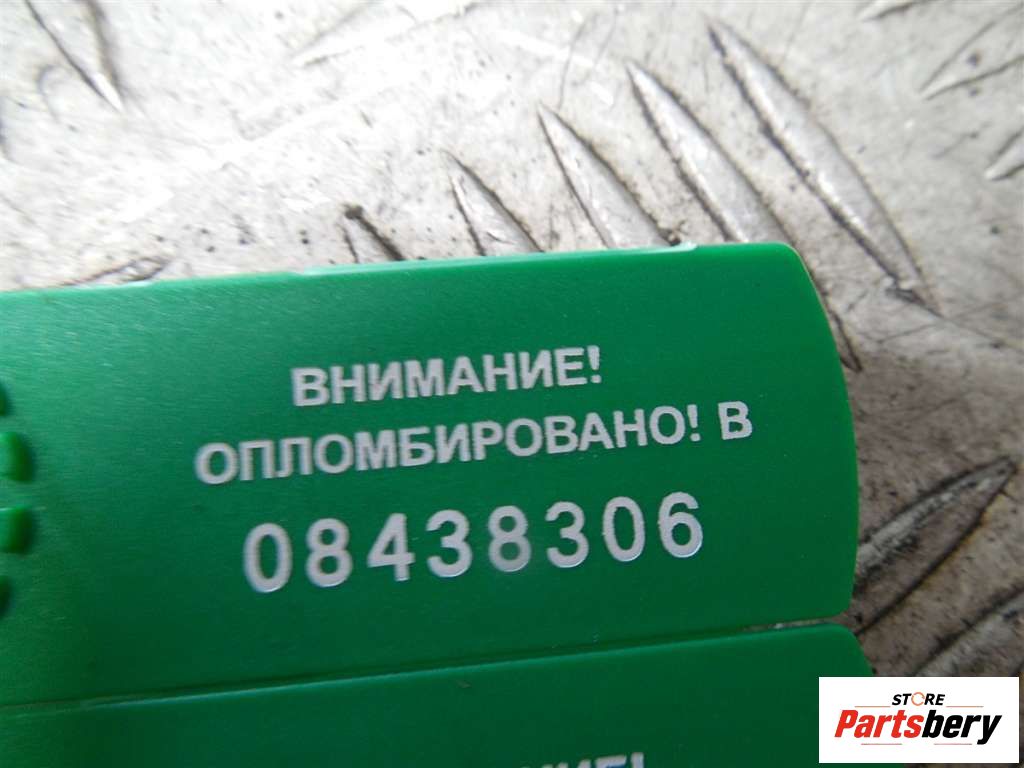 ВНИМАНИЕ!
ОПЛОМБИРОВАНО! В
08438306
STORE
Partsbery